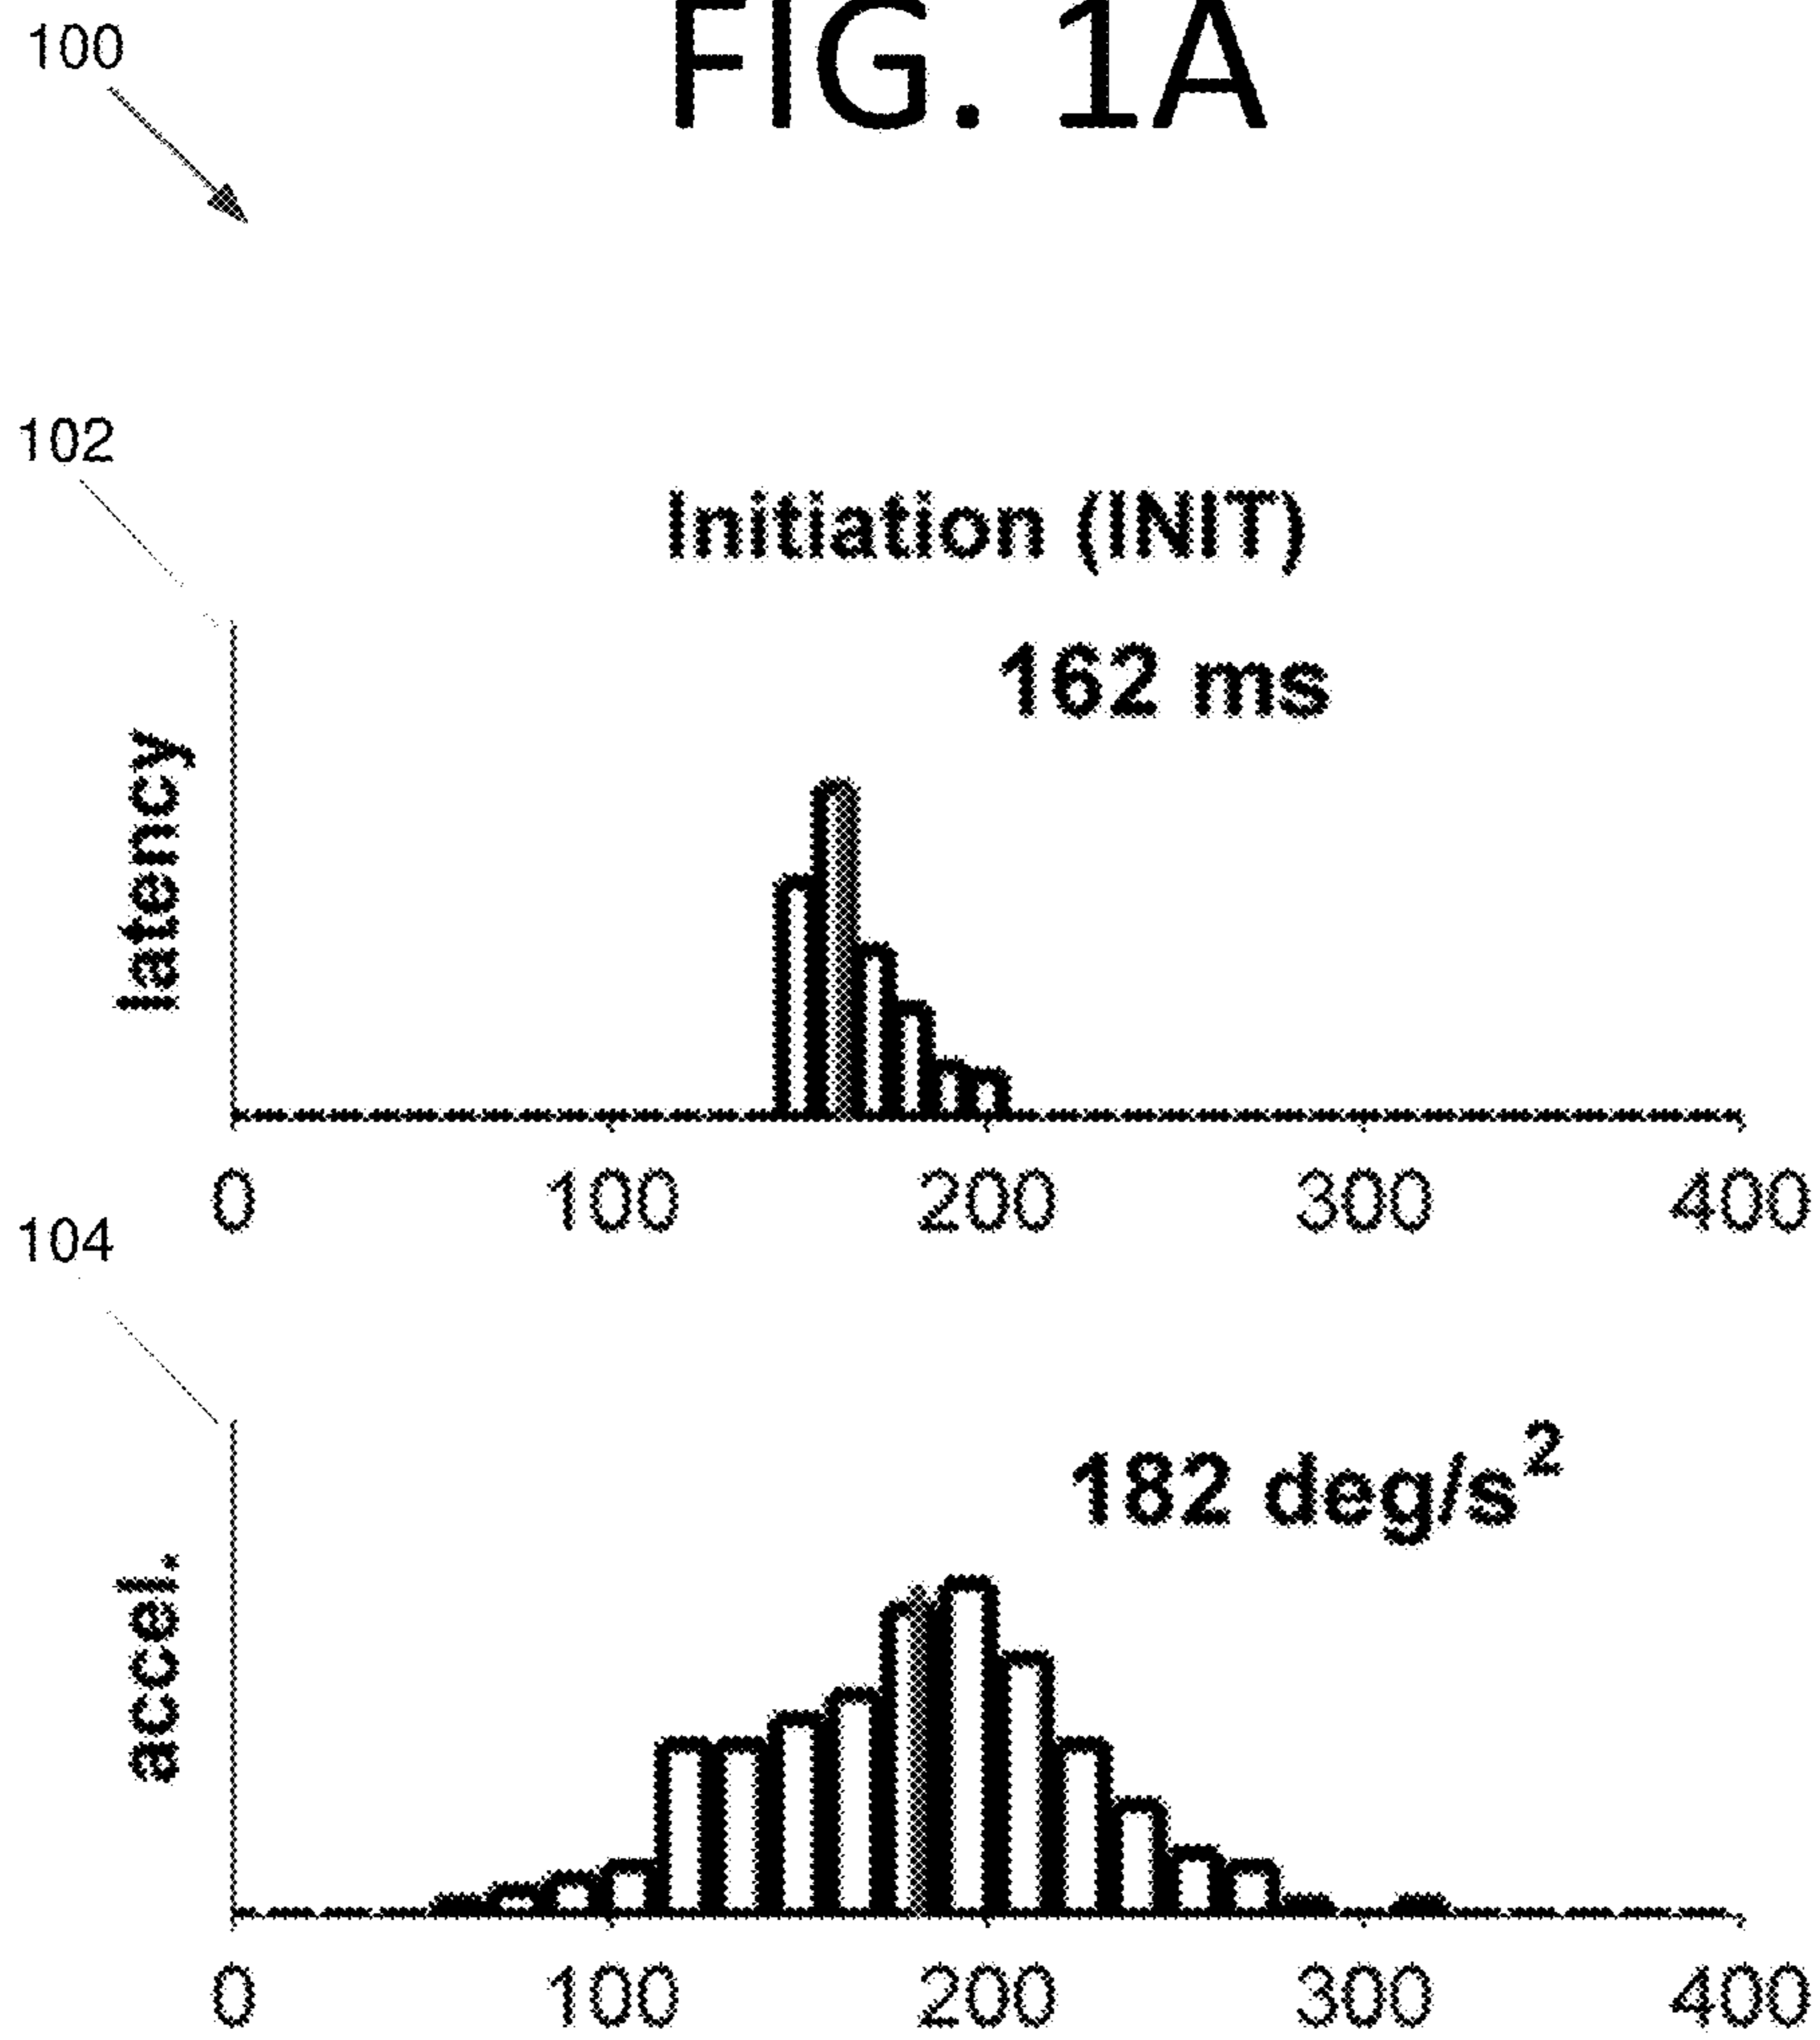 FIG. 1A
100
102
Initiation (INIT)
162 ms
latency
0 100 200 300 400
104
182 deg/s²
accel.
0 100 200 300 400